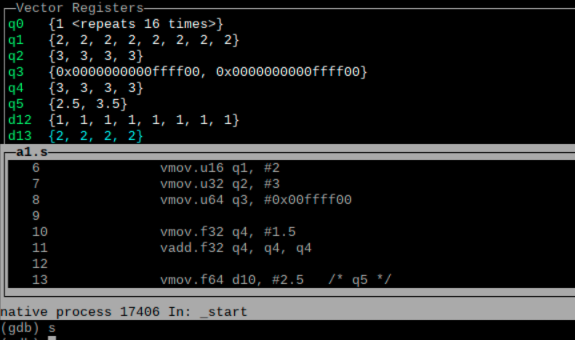 Vector Registers
q0 {1 <repeats 16 times>}
q1 {2, 2, 2, 2, 2, 2, 2, 2}
q2 {3, 3, 3, 3}
q3 {0x0000000000ffff00, 0x0000000000ffff00}
q4 {3, 3, 3, 3}
q5 {2.5, 3.5}
d12 {1, 1, 1, 1, 1, 1, 1, 1}
d13 {2, 2, 2, 2}
a1.s
6 vmov.u16 q1, #2
7 vmov.u32 q2, #3
8 vmov.u64 q3, #0x00ffff00
9
10 vmov.f32 q4, #1.5
11 vadd.f32 q4, q4, q4
12
13 vmov.f64 d10, #2.5 /* q5 */
native process 17406 In: _start
(gdb) s